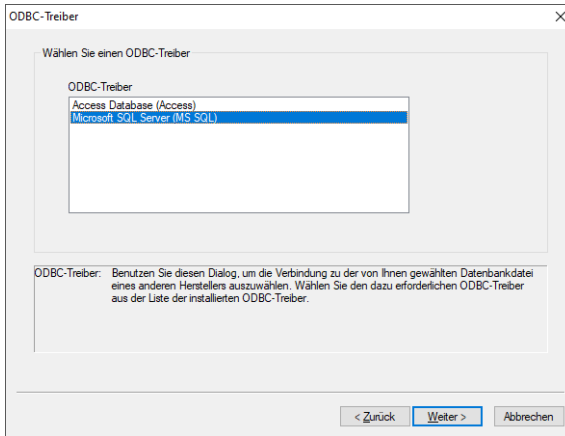 ODBC-Treiber
Wählen Sie einen ODBC-Treiber
ODBC-Treiber
Access Database (Access)
Microsoft SQL Server (MS SQL)
ODBC-Treiber: Benutzen Sie diesen Dialog, um die Verbindung zu der von Ihnen gewählten Datenbankdatei
eines anderen Herstellers auszuwählen. Wählen Sie den dazu erforderlichen ODBC-Treiber
aus der Liste der installierten ODBC-Treiber.
< Zurück Weiter > Abbrechen